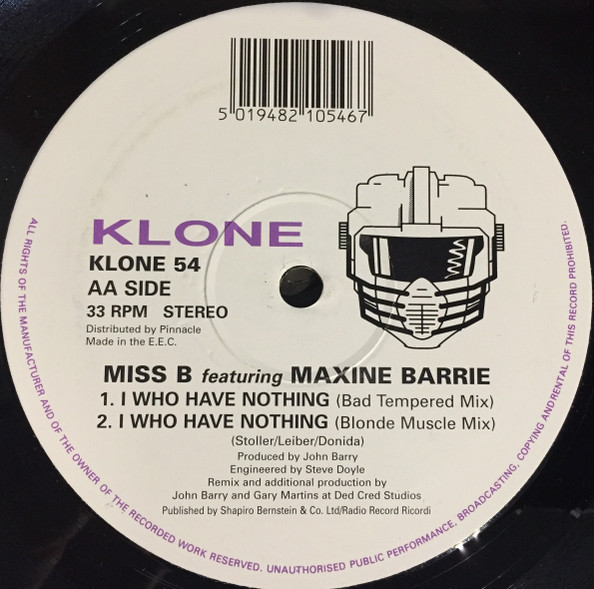 5 019482 105467
KLONE
KLONE 54
AA SIDE
33 RPM STEREO
Distributed by Pinnacle
Made in the E.E.C.
MISS B featuring MAXINE BARRIE
1. I WHO HAVE NOTHING (Bad Tempered Mix)
2. I WHO HAVE NOTHING (Blonde Muscle Mix)
(Stoller/Leiber/Donida)
Produced by John Barry
Engineered by Steve Doyle
Remix and additional production by
John Barry and Gary Martins at Ded Cred Studios
Published by Shapiro Bernstein & Co. Ltd/Radio Record Ricordi
ALL RIGHTS OF THE MANUFACTURER AND OF THE OWNER OF THE RECORDED WORK RESERVED. UNAUTHORISED PUBLIC PERFORMANCE, BROADCASTING, COPYING ANDRENTAL OF THIS RECORD PROHIBITED.